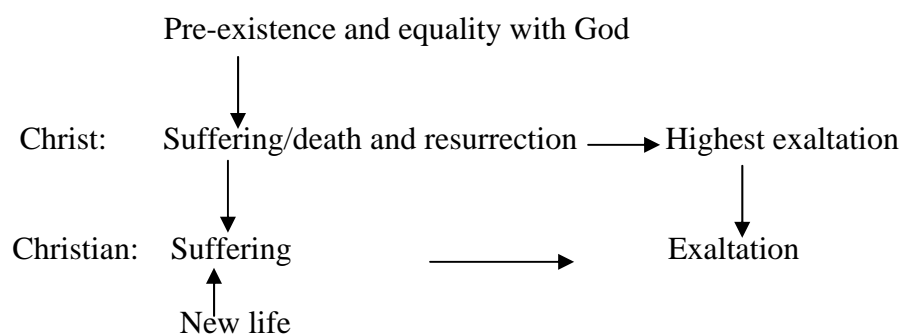 Pre-existence and equality with God
Christ: Suffering/death and resurrection Highest exaltation
Christian: Suffering Exaltation
New life